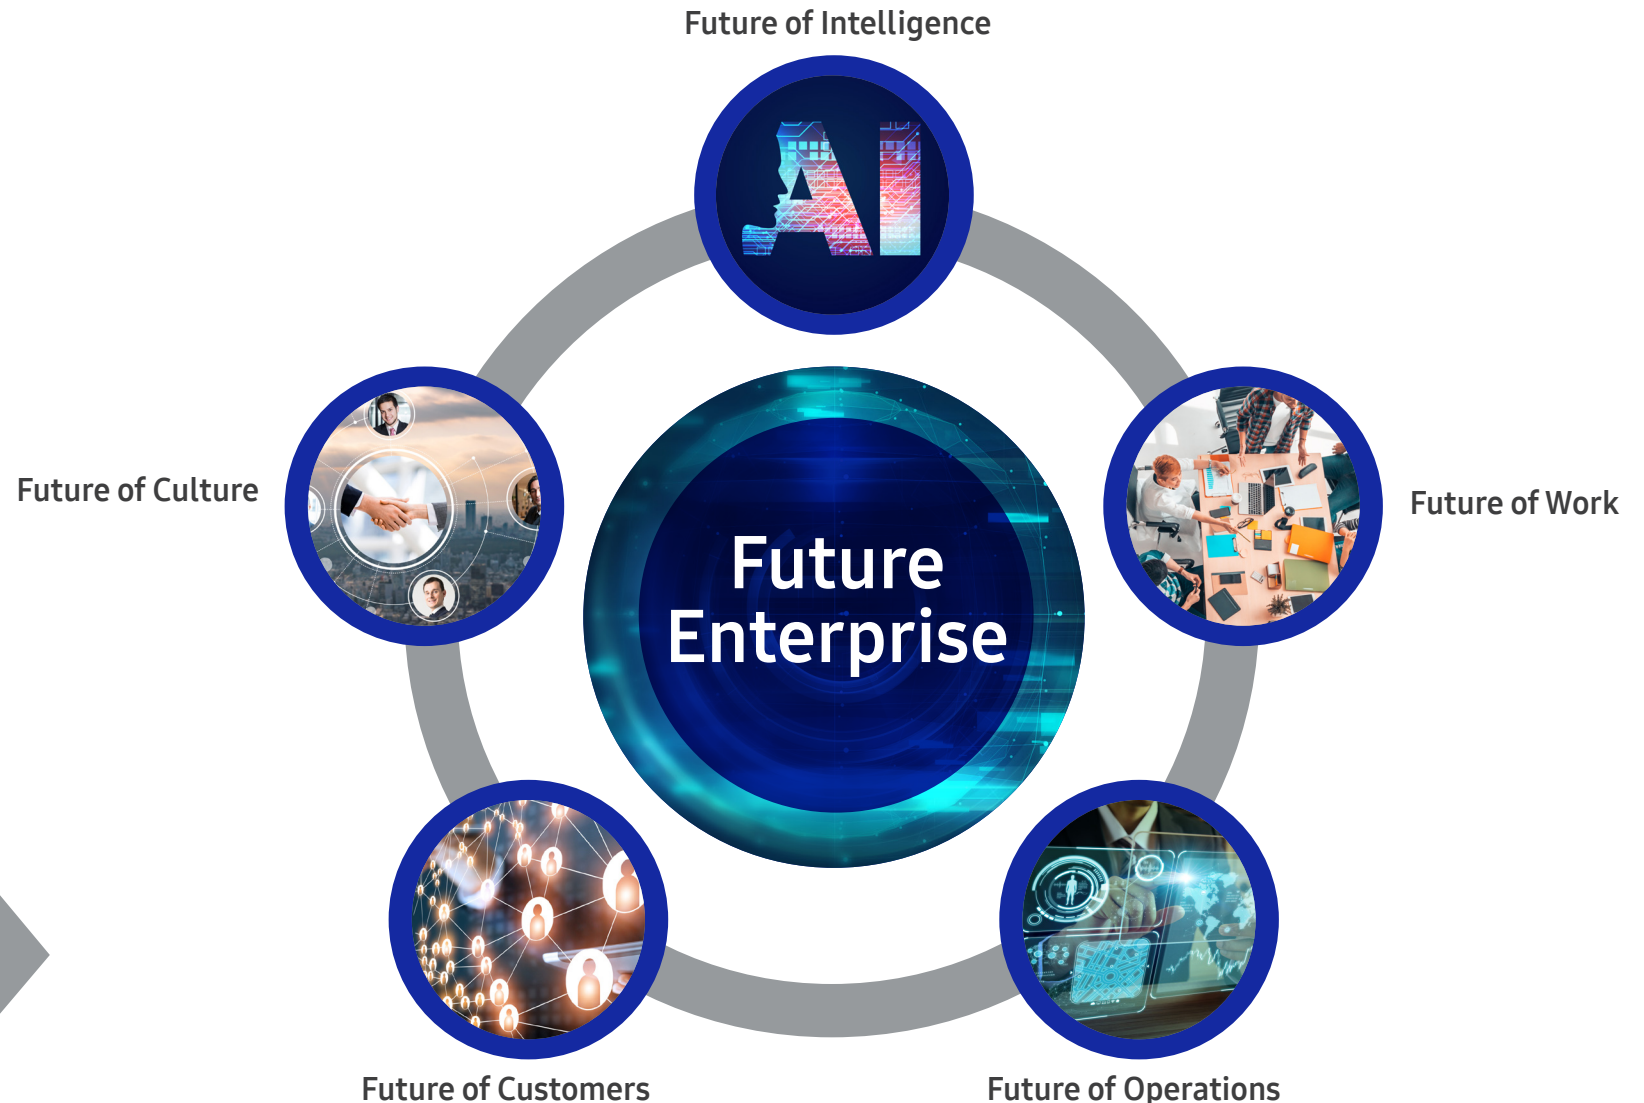 Future of Intelligence
AI
Future of Culture
Future of Work
Future
Enterprise
Future of Customers
Future of Operations